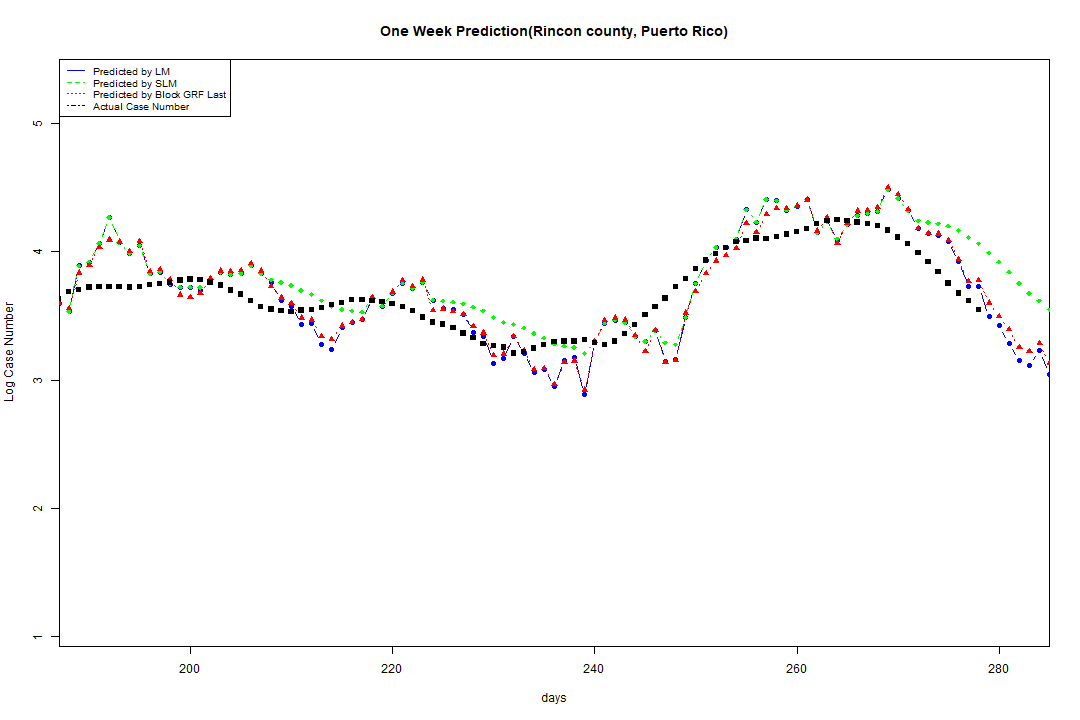 One Week Prediction(Rincon county, Puerto Rico)
Predicted by LM
Predicted by SLM
Predicted by Block GRF Last
Actual Case Number
5
4
3
2
1
Log Case Number
200 220 240 260 280
days